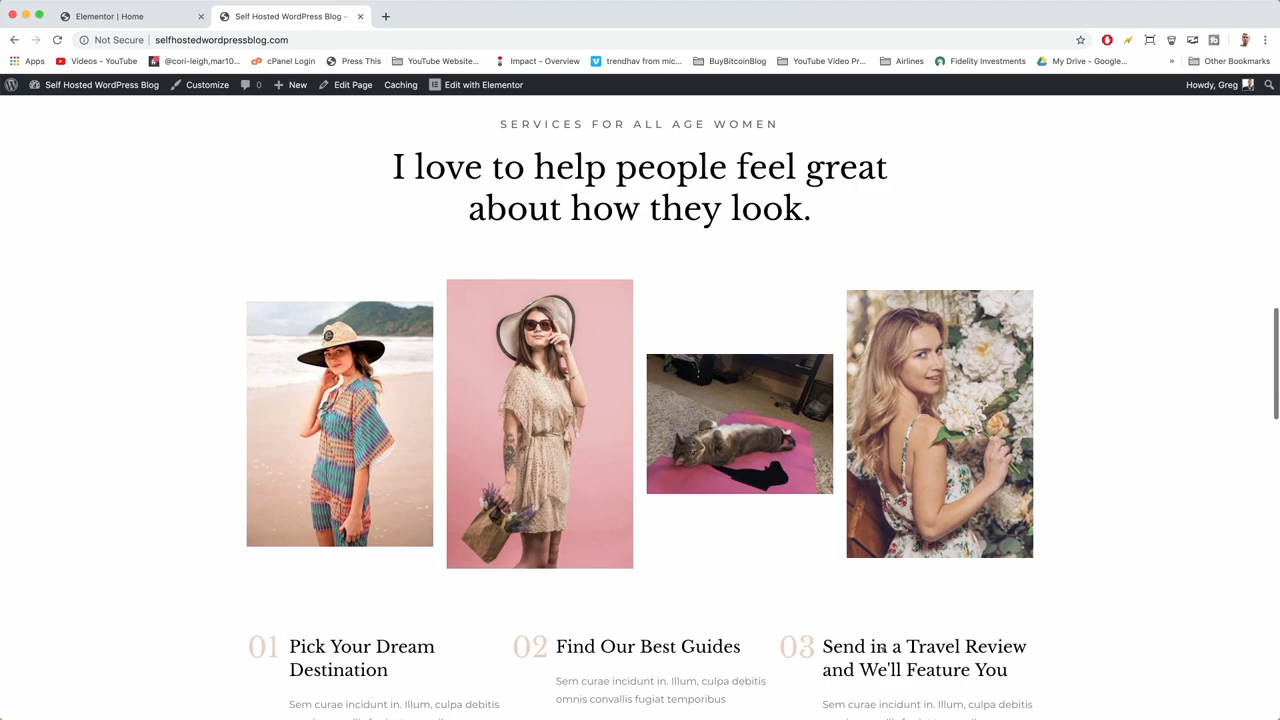 Elementor | Home
Self Hosted WordPress Blog –
Not Secure
selfhostedwordpressblog.com
Apps
Videos - YouTube
@cori-leigh,mar10...
cPanel Login
Press This
YouTube Website...
Impact - Overview
trendhav from mic...
BuyBitcoinBlog
YouTube Video Pr...
Airlines
Fidelity Investments
My Drive - Google...
»
Other Bookmarks
Self Hosted WordPress Blog
Customize
0
New
Edit Page
Caching
Edit with Elementor
Howdy, Greg
SERVICES FOR ALL AGE WOMEN
I love to help people feel great
about how they look.
01
Pick Your Dream
Destination
Sem curae incidunt in. Illum, culpa debitis
02
Find Our Best Guides
Sem curae incidunt in. Illum, culpa debitis
omnis convallis fugiat temporibus
03
Send in a Travel Review
and We'll Feature You
Sem curae incidunt in. Illum, culpa debitis